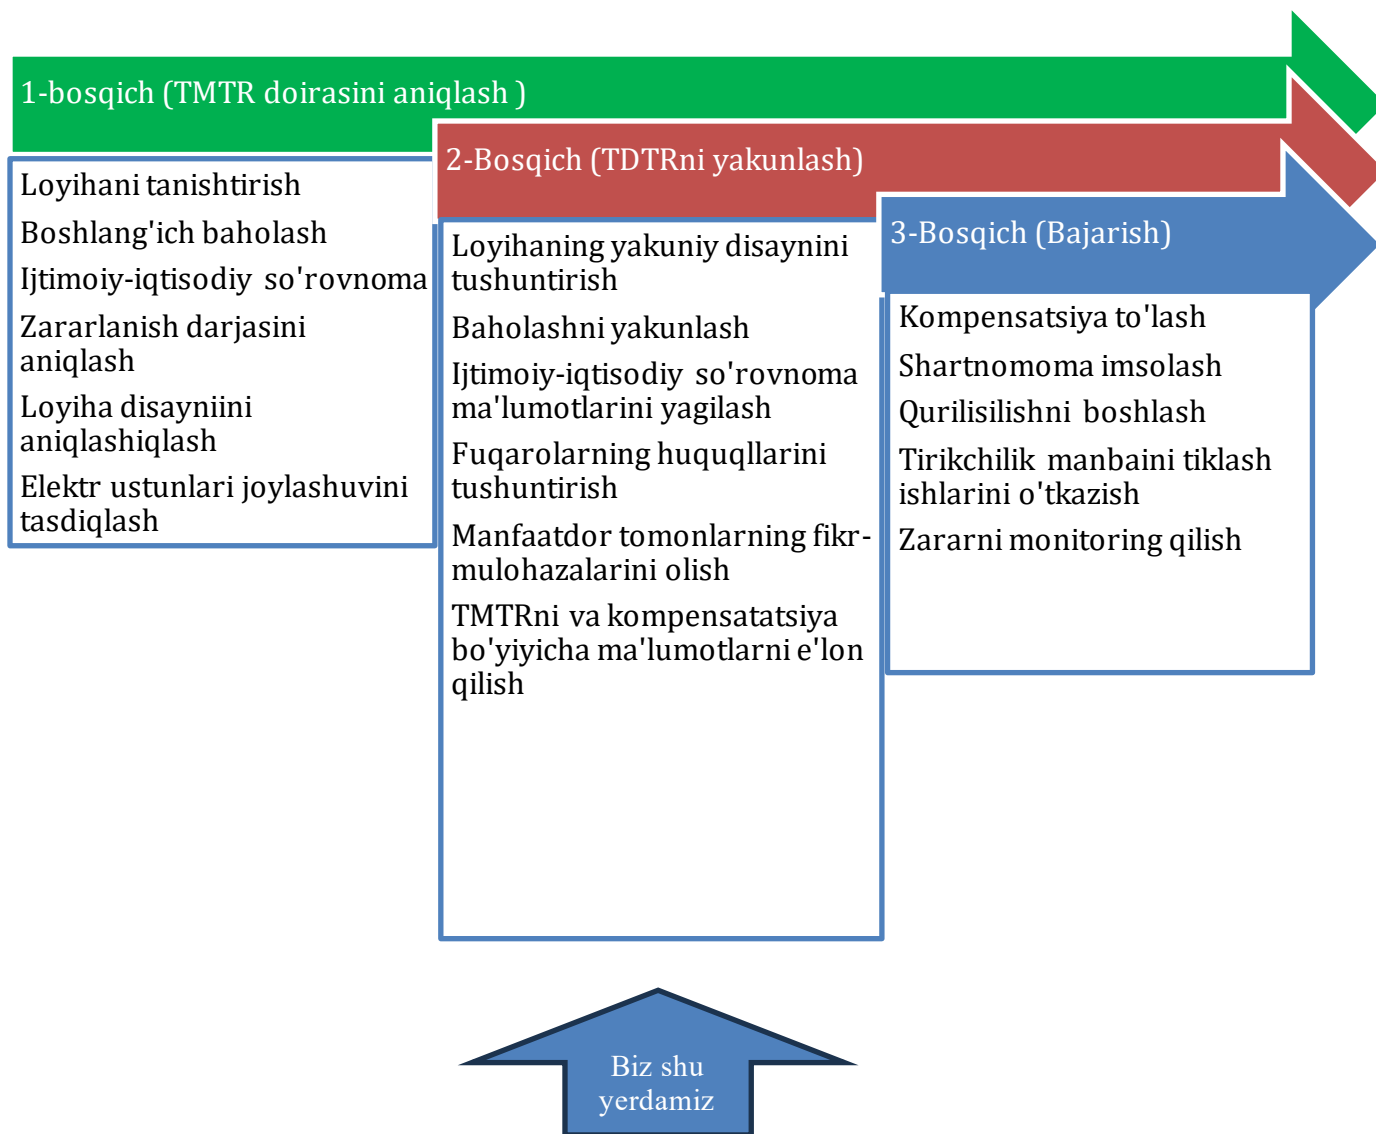 1-bosqich (TMTR doirasini aniqlash )
Loyihani tanishtirish
Boshlang'ich baholash
Ijtimoiy-iqtisodiy so'rovnoma
Zararlanish darjasini
aniqlash
Loyiha disayniini
aniqlashiqlash
Elektr ustunlari joylashuvini
tasdiqlash
2-Bosqich (TDTRni yakunlash)
Loyihaning yakuniy disaynini
tushuntirish
Baholashni yakunlash
Ijtimoiy-iqtisodiy so'rovnoma
ma'lumotlarini yagilash
Fuqarolarning huquqllarini
tushuntirish
Manfaatdor tomonlarning fikr-
mulohazalarini olish
TMTRni va kompensatatsiya
bo'yiyicha ma'lumotlarni e'lon
qilish
3-Bosqich (Bajarish)
Kompensatsiya to'lash
Shartnomoma imsolash
Qurilisilishni boshlash
Tirikchilik manbaini tiklash
ishlarini o'tkazish
Zararni monitoring qilish
Biz shu
yerdamiz